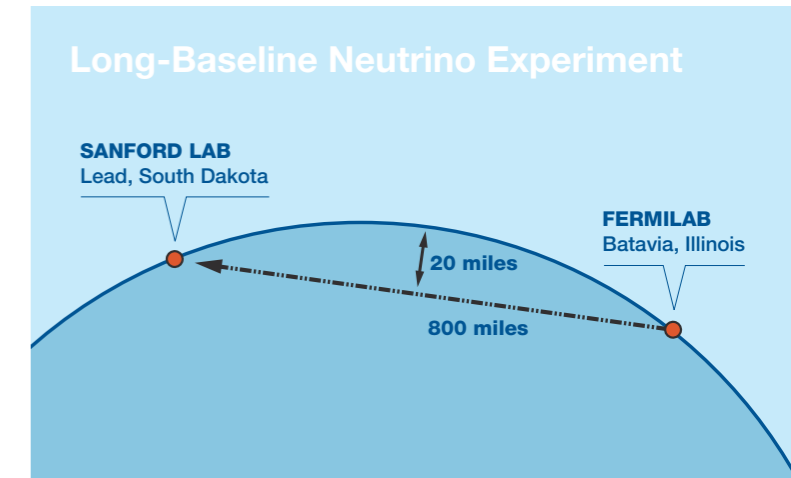 Long-Baseline Neutrino Experiment
SANFORD LAB
Lead, South Dakota
FERMILAB
Batavia, Illinois
20 miles
800 miles